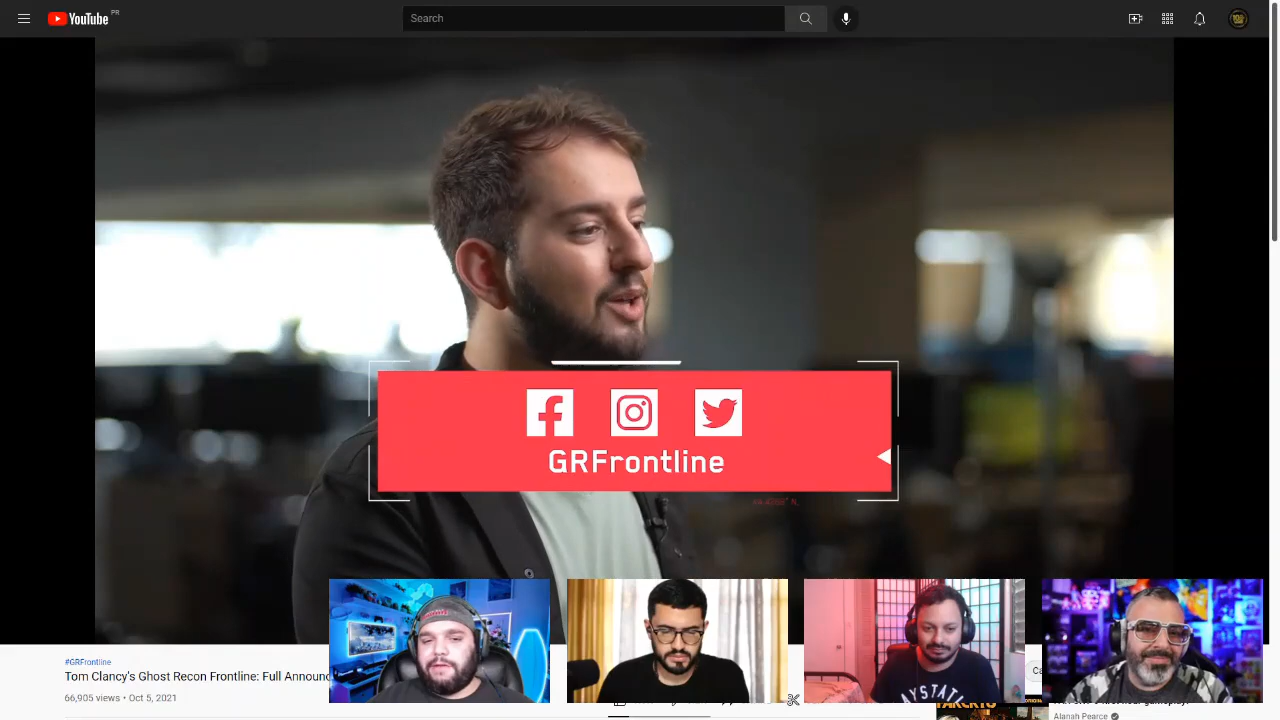 YouTube
PR
Search
GRFrontline
#GRFrontline
Tom Clancy's Ghost Recon Frontline: Full Announ
66,905 views • Oct 5, 2021
Alanah Pearce